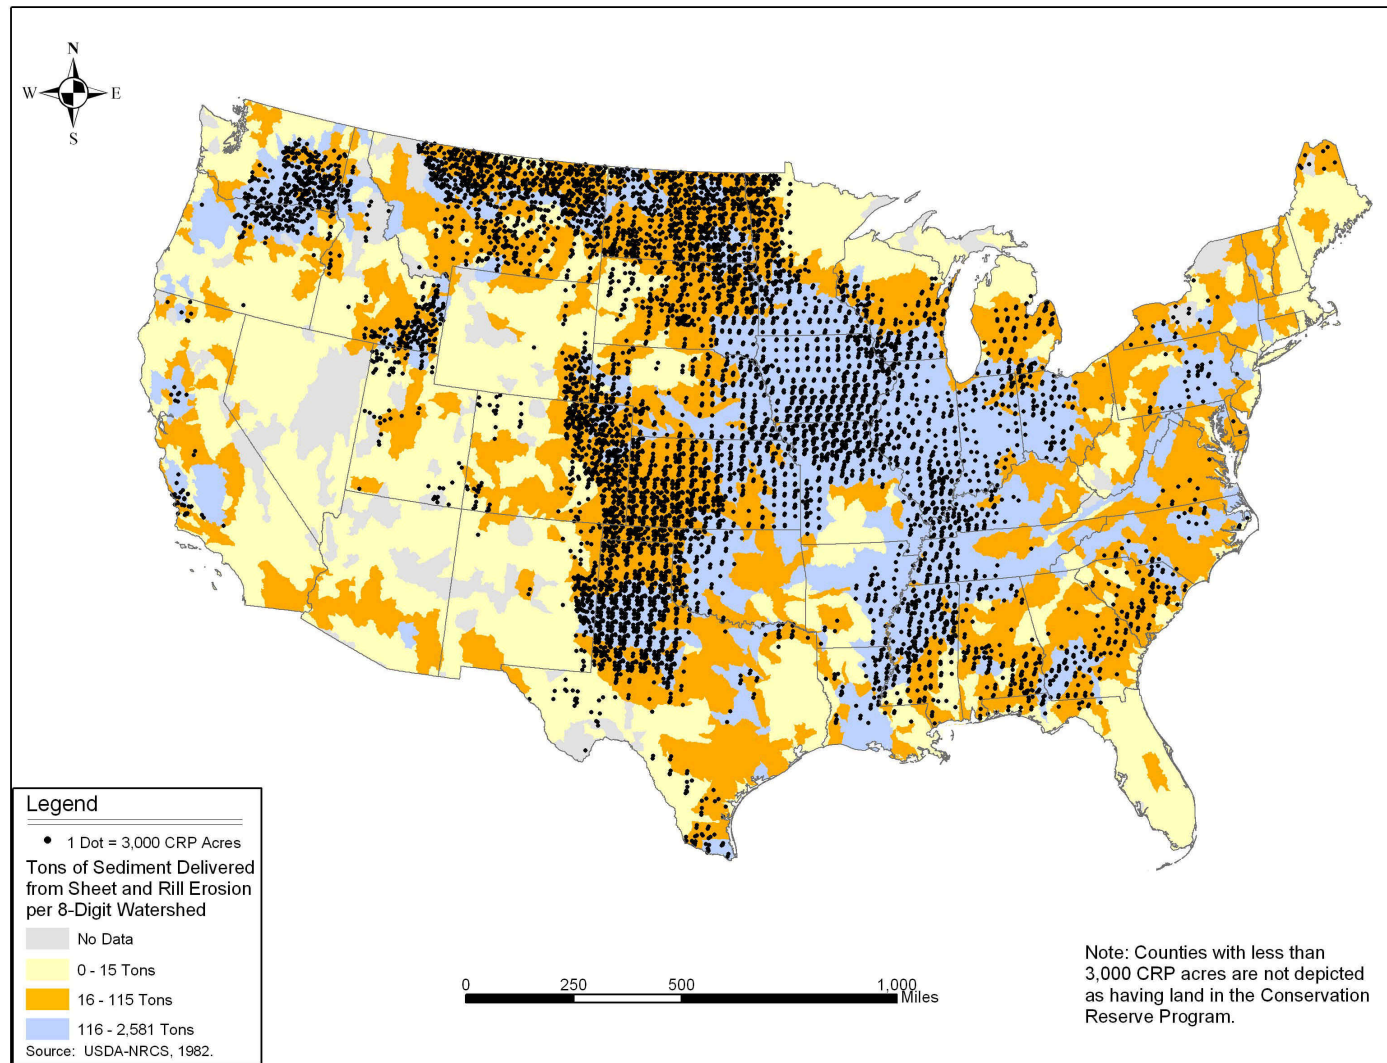 N
W
E
S
Legend
1 Dot = 3,000 CRP Acres
Tons of Sediment Delivered
from Sheet and Rill Erosion
per 8-Digit Watershed
No Data
0 - 15 Tons
16 - 115 Tons
116 - 2,581 Tons
Source: USDA-NRCS, 1982.
0 250 500 1,000
Miles
Note: Counties with less than
3,000 CRP acres are not depicted
as having land in the Conservation
Reserve Program.